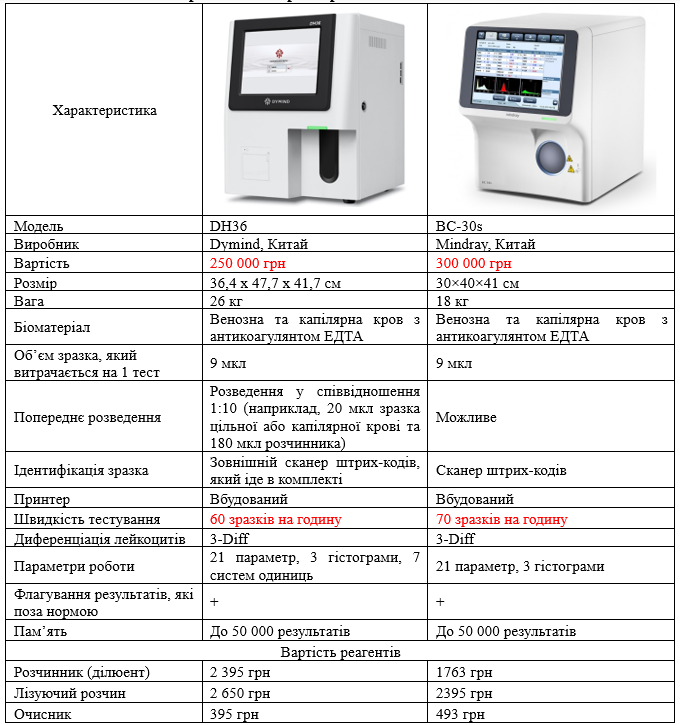 Характеристика
DH36
DYMIND
Модель
DH36
BC-30s
Виробник
Dymind, Китай
Mindray, Китай
Вартість
250 000 грн
300 000 грн
Розмір
36,4 х 47,7 х 41,7 см
30×40×41 см
Вага
26 кг
18 кг
Біоматеріал
Венозна та капілярна кров з
антикоагулянтом ЕДТА
Венозна та капілярна кров з
антикоагулянтом ЕДТА
Об’єм зразка, який
витрачається на 1 тест
9 мкл
9 мкл
Попереднє розведення
Розведення у співвідношення
1:10 (наприклад, 20 мкл зразка
цільної або капілярної крові та
180 мкл розчинника)
Можливе
Ідентифікація зразка
Зовнішній сканер штрих-кодів,
який іде в комплекті
Сканер штрих-кодів
Принтер
Вбудований
Вбудований
Швидкість тестування
60 зразків на годину
70 зразків на годину
Диференціація лейкоцитів
3-Diff
3-Diff
Параметри роботи
21 параметр, 3 гістограми, 7
систем одиниць
21 параметр, 3 гістограми
Флагування результатів, які
поза нормою
+
+
Пам’ять
До 50 000 результатів
До 50 000 результатів
Вартість реагентів
Розчинник (ділюент)
2 395 грн
1763 грн
Лізуючий розчин
2 650 грн
2395 грн
Очисник
395 грн
493 грн